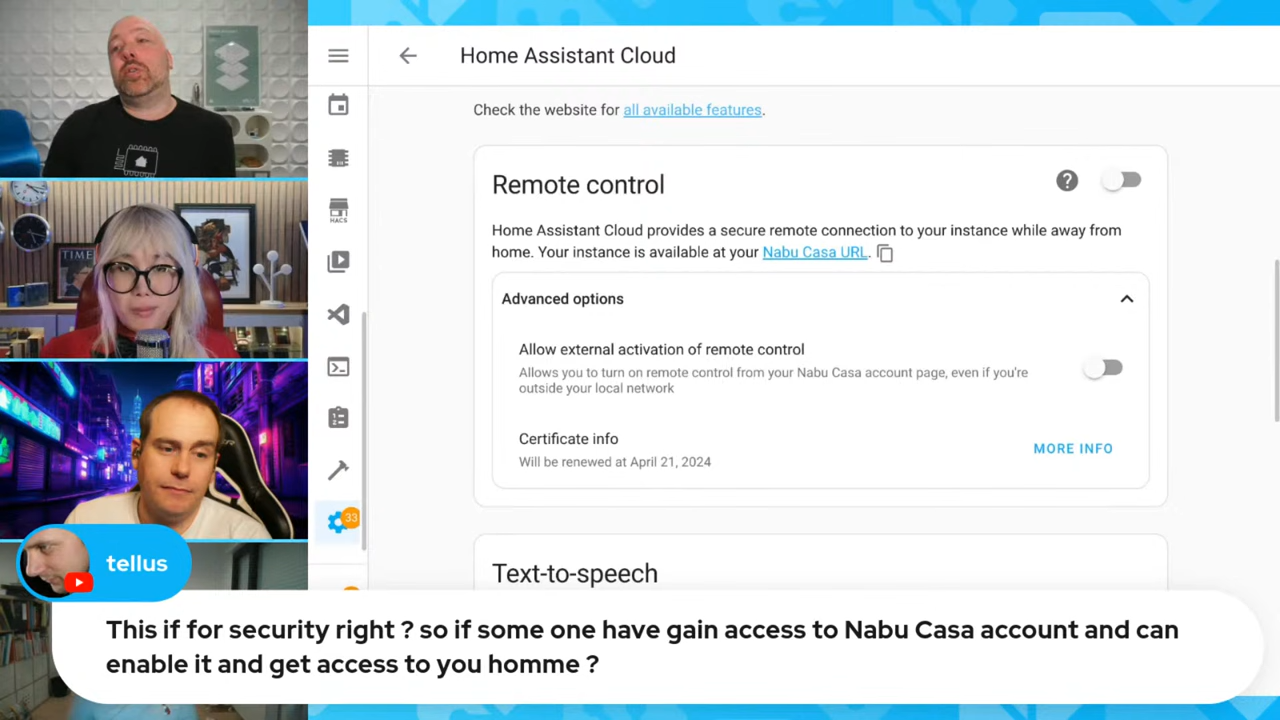 Home Assistant Cloud
Check the website for all available features.
Remote control
Home Assistant Cloud provides a secure remote connection to your instance while away from
home. Your instance is available at your Nabu Casa URL.
Advanced options
Allow external activation of remote control
Allows you to turn on remote control from your Nabu Casa account page, even if you're
outside your local network
Certificate info
Will be renewed at April 21, 2024
MORE INFO
Text-to-speech
HACS
33
TIME
tellus
This if for security right ? so if some one have gain access to Nabu Casa account and can
enable it and get access to you homme ?